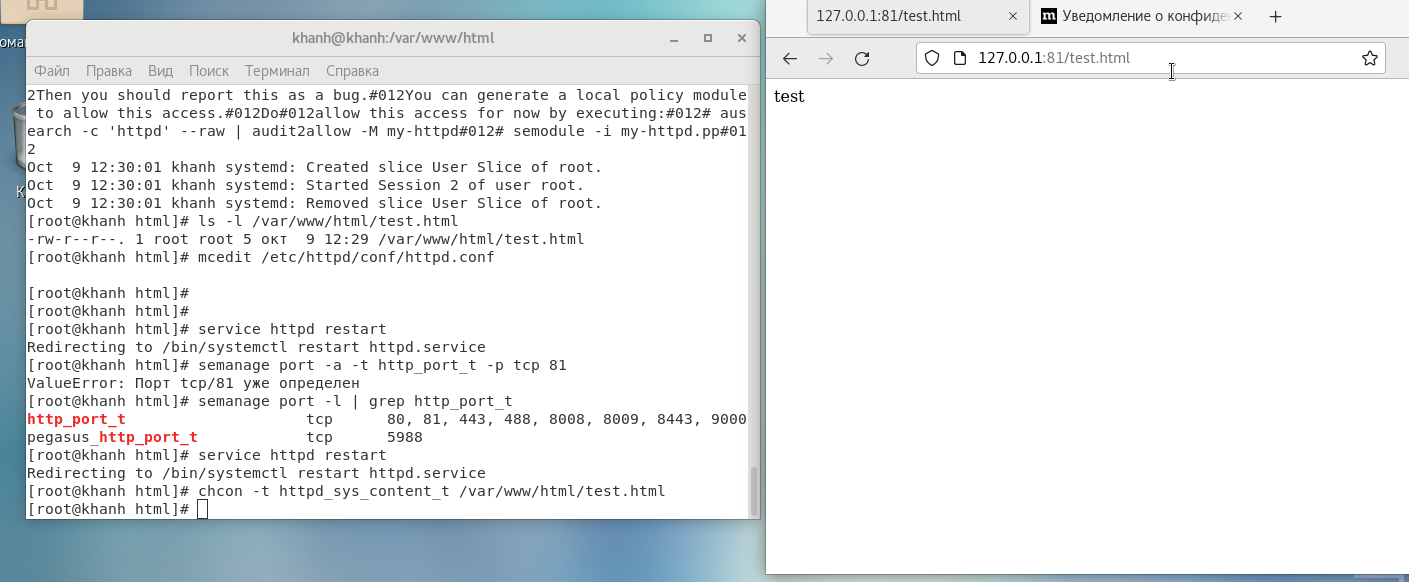 khanh@khanh:/var/www/html
Файл Правка Вид Поиск Терминал Справка
2Then you should report this as a bug.#012You can generate a local policy module
 to allow this access.#012Do#012allow this access for now by executing:#012# aus
earch -c 'httpd' --raw | audit2allow -M my-httpd#012# semodule -i my-httpd.pp#01
2
Oct  9 12:30:01 khanh systemd: Created slice User Slice of root.
Oct  9 12:30:01 khanh systemd: Started Session 2 of user root.
Oct  9 12:30:01 khanh systemd: Removed slice User Slice of root.
[root@khanh html]# ls -l /var/www/html/test.html
-rw-r--r--. 1 root root 5 окт  9 12:29 /var/www/html/test.html
[root@khanh html]# mcedit /etc/httpd/conf/httpd.conf
[root@khanh html]#
[root@khanh html]#
[root@khanh html]# service httpd restart
Redirecting to /bin/systemctl restart httpd.service
[root@khanh html]# semanage port -a -t http_port_t -p tcp 81
ValueError: Порт tcp/81 уже определен
[root@khanh html]# semanage port -l | grep http_port_t
http_port_t                    tcp      80, 81, 443, 488, 8008, 8009, 8443, 9000
pegasus_http_port_t            tcp      5988
[root@khanh html]# service httpd restart
Redirecting to /bin/systemctl restart httpd.service
[root@khanh html]# chcon -t httpd_sys_content_t /var/www/html/test.html
[root@khanh html]#
127.0.0.1:81/test.html
m Уведомление о конфиде
127.0.0.1:81/test.html
test